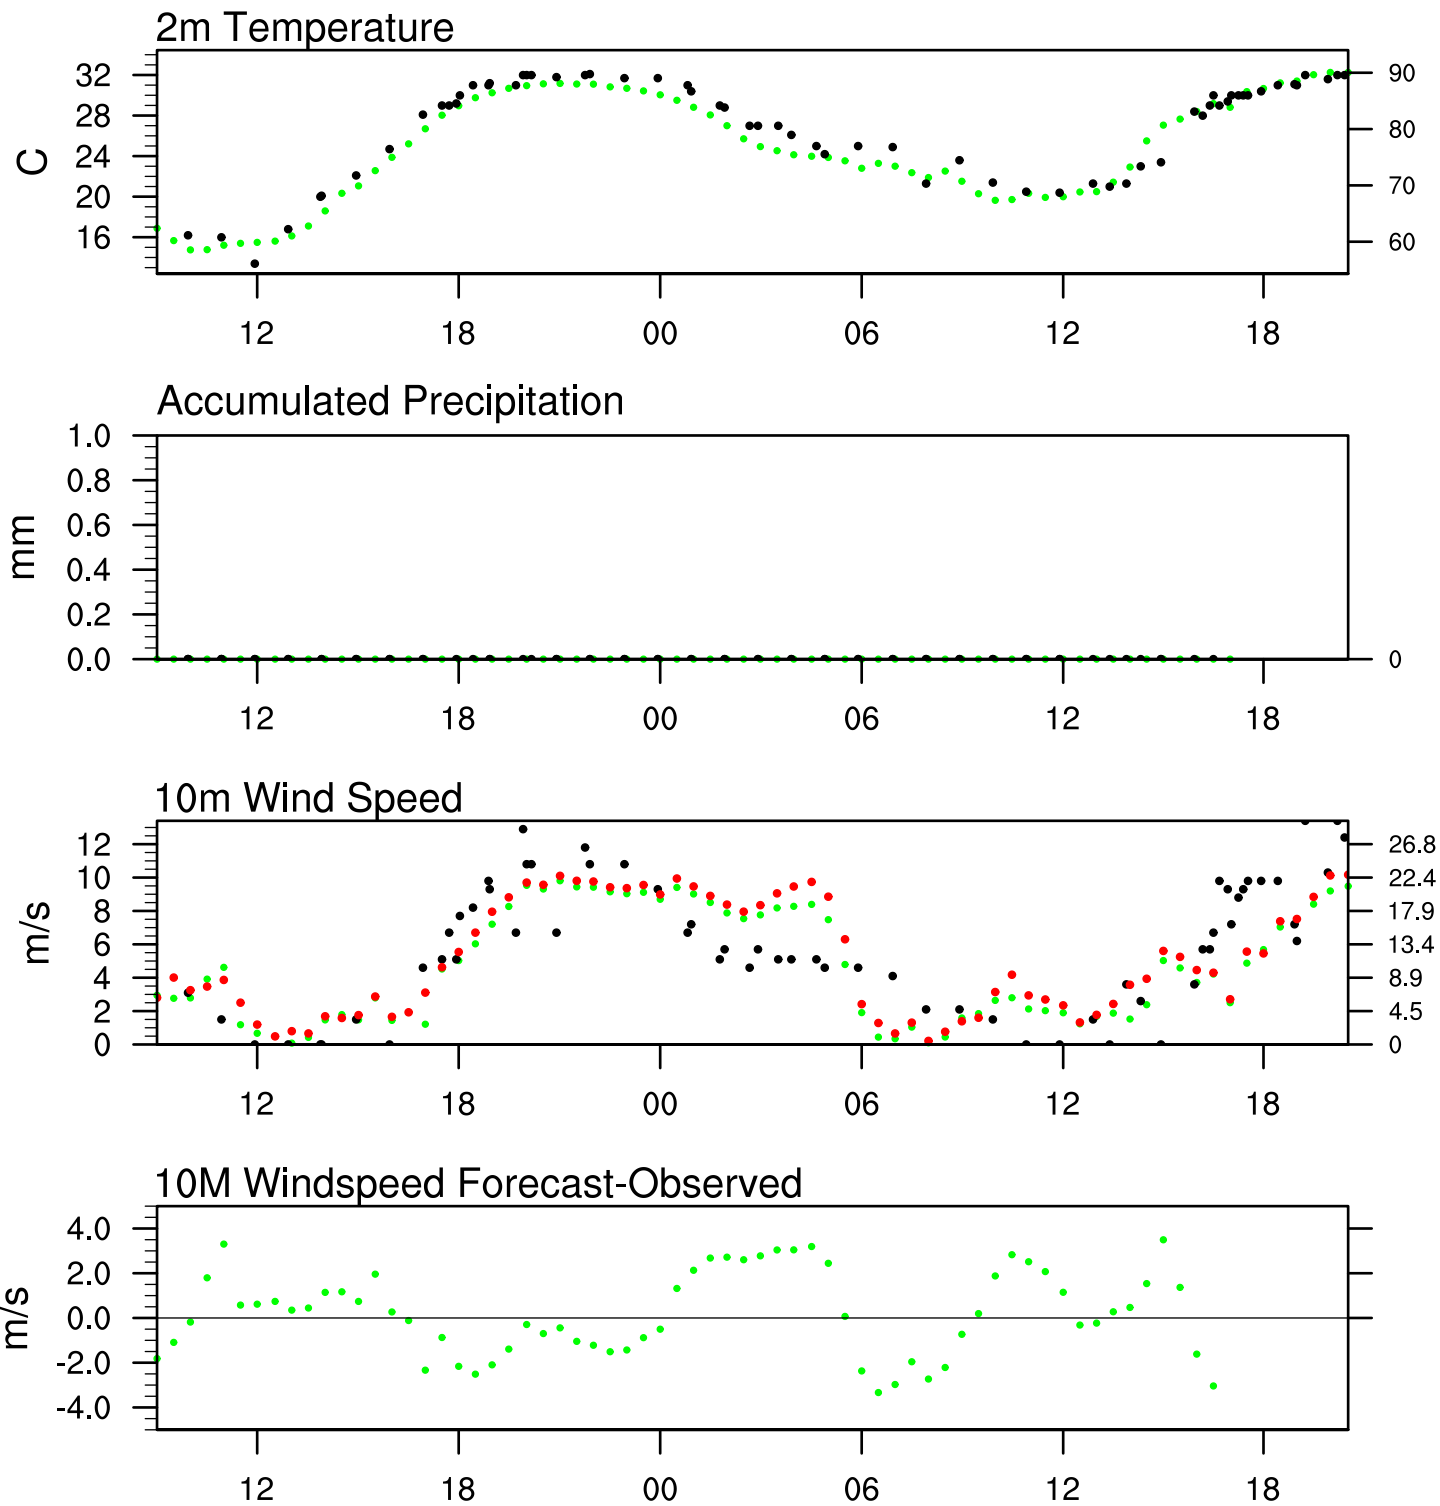 2m Temperature
32 90
28 80
C
24
20 70
16 60
12 18 00 06 12 18
Accumulated Precipitation
1.0
0.8
0.6
mm
0.4
0.2
0.0 0
12 18 00 06 12 18
10m Wind Speed
12 26.8
10 22.4
8 17.9
m/s
6 13.4
4 8.9
2 4.5
0 0
12 18 00 06 12 18
10M Windspeed Forecast-Observed
4.0
2.0
m/s
0.0
-2.0
-4.0
12 18 00 06 12 18